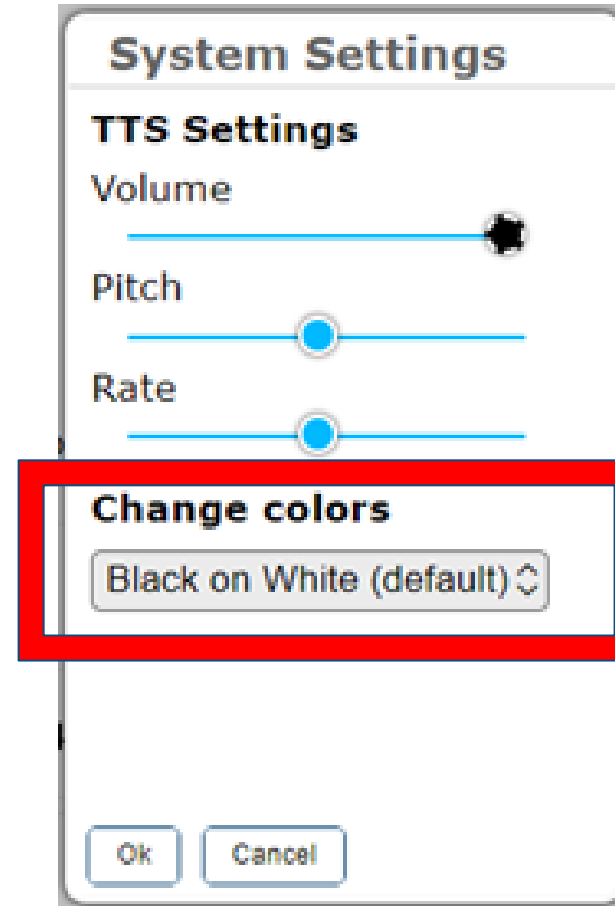 System Settings
TTS Settings
Volume
Pitch
Rate
Change colors
Black on White (default)
Ok
Cancel